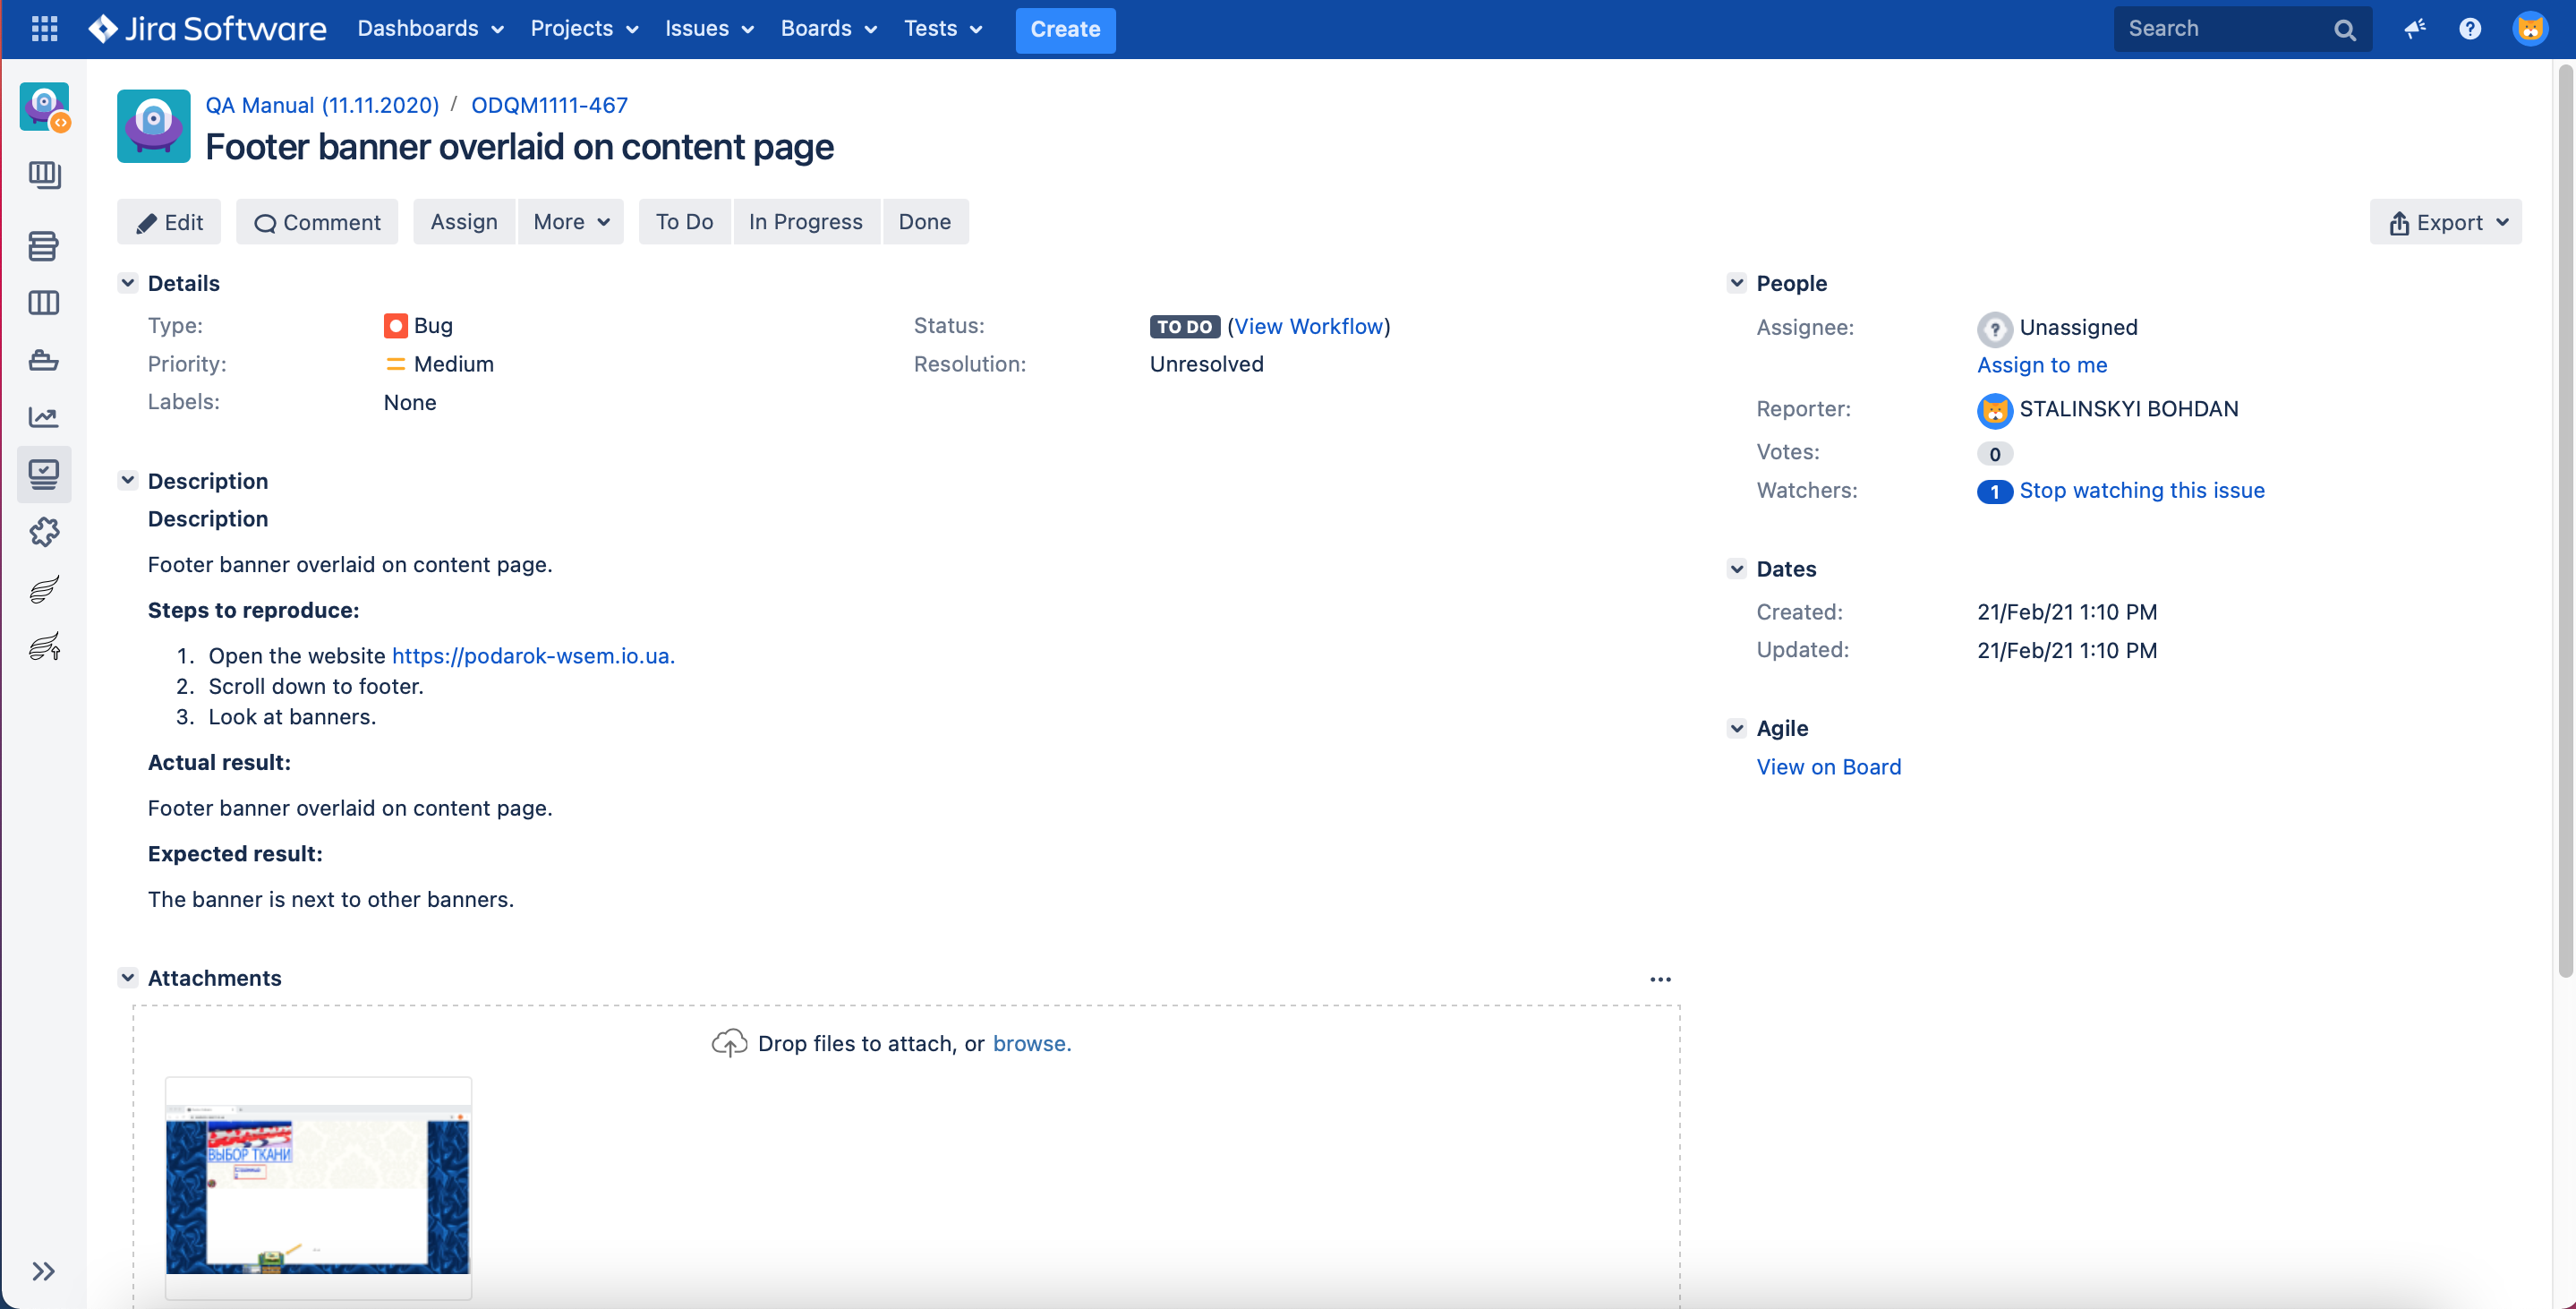 Jira Software Dashboards Projects Issues Boards Tests Create Search
QA Manual (11.11.2020) / ODQM1111-467
Footer banner overlaid on content page
Edit Comment Assign More To Do In Progress Done Export
Details
Type: Bug Status: TO DO (View Workflow)
Priority: Medium Resolution: Unresolved
Labels: None
Description
Description
Footer banner overlaid on content page.
Steps to reproduce:
1. Open the website https://podarok-wsem.io.ua.
2. Scroll down to footer.
3. Look at banners.
Actual result:
Footer banner overlaid on content page.
Expected result:
The banner is next to other banners.
Attachments
Drop files to attach, or browse.
ВЫБОР ТКАНИ
People
Assignee: Unassigned
Assign to me
Reporter: STALINSKYI BOHDAN
Votes: 0
Watchers: 1 Stop watching this issue
Dates
Created: 21/Feb/21 1:10 PM
Updated: 21/Feb/21 1:10 PM
Agile
View on Board